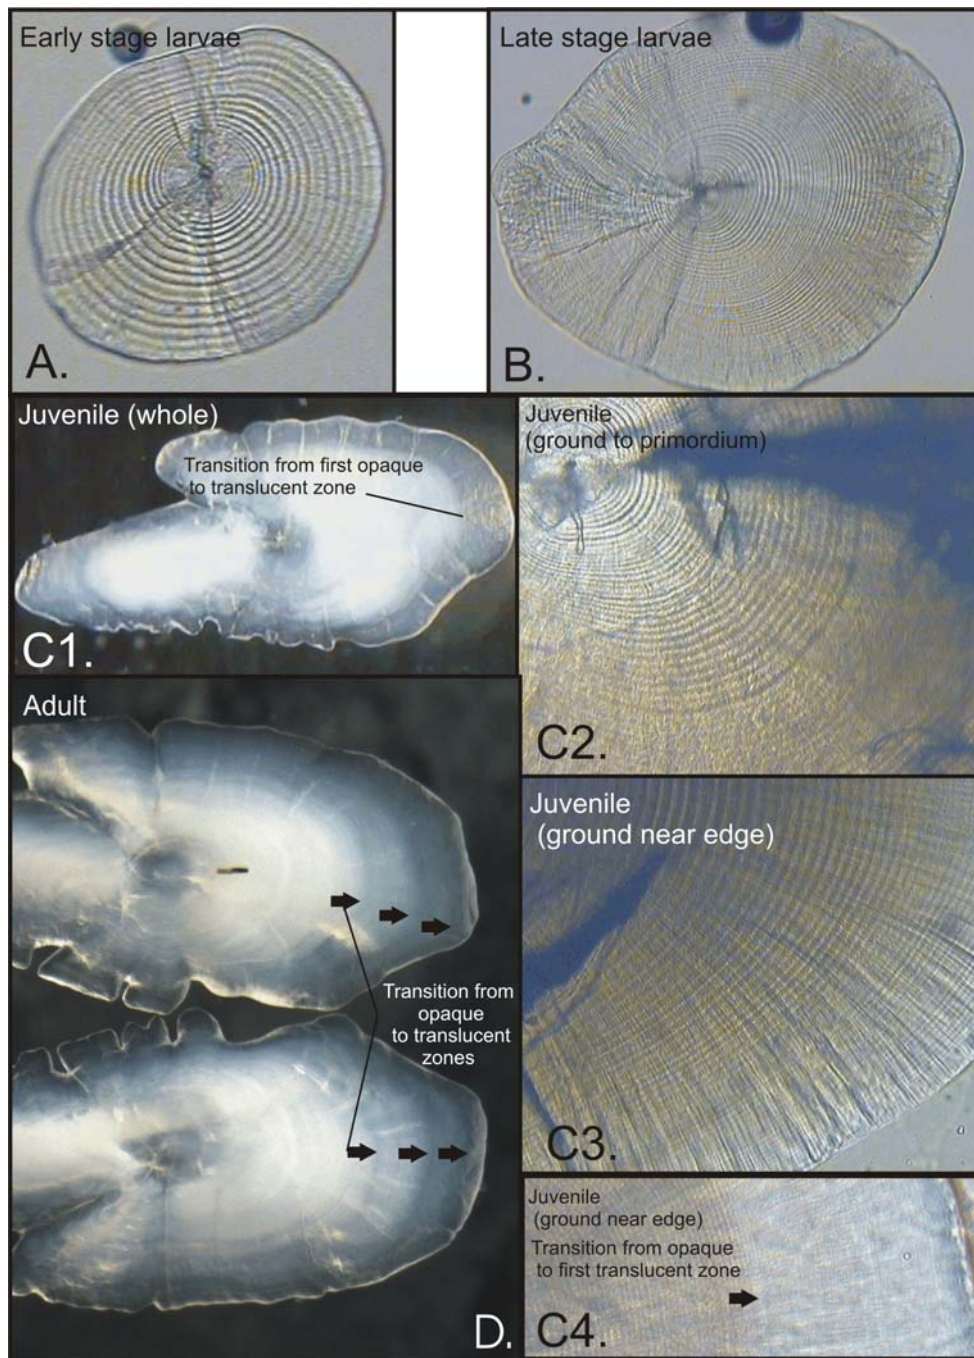 Early stage larvae
A.
Late stage larvae
B.
Juvenile (whole)
Transition from first opaque
to translucent zone
C1.
Juvenile
(ground to primordium)
C2.
Adult
Transition from
opaque
to translucent
zones
D.
Juvenile
(ground near edge)
C3.
Juvenile
(ground near edge)
Transition from opaque
to first translucent zone
C4.